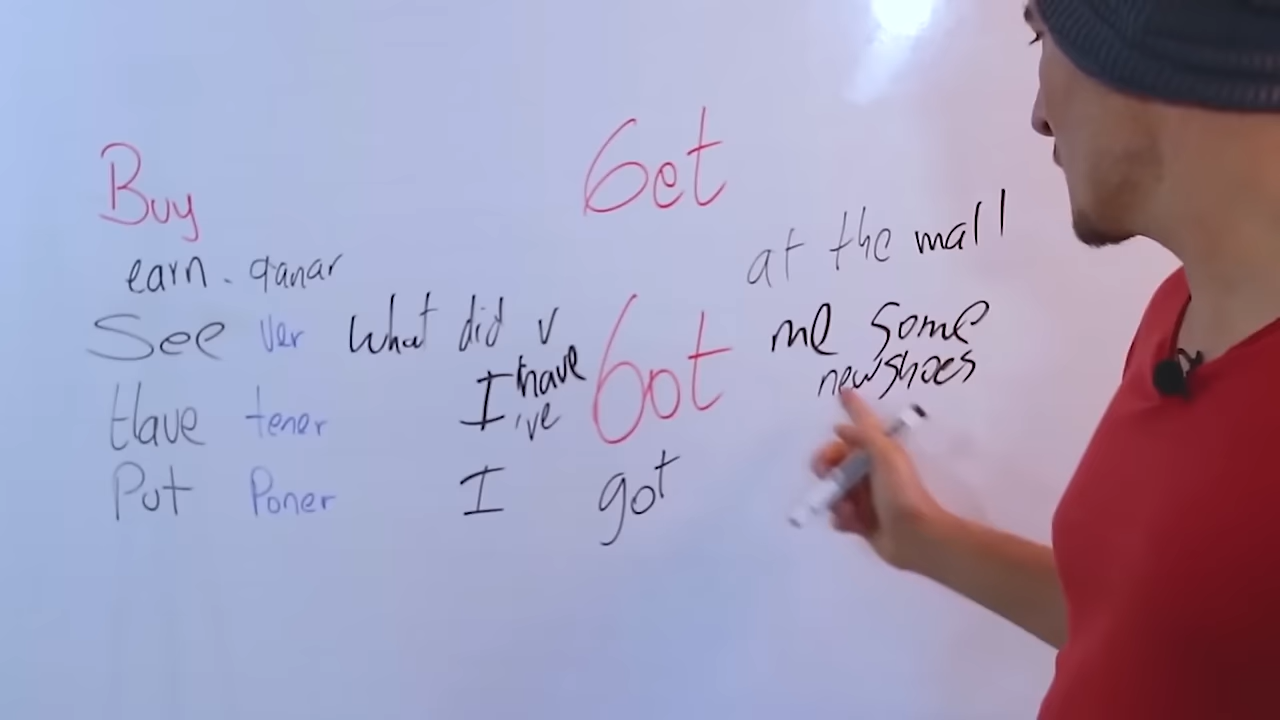 Buy
Get
earn - ganar
at the mall
See ver What did v
Got
me some
new shoes
I have
've
Have tener
Put Poner
I got